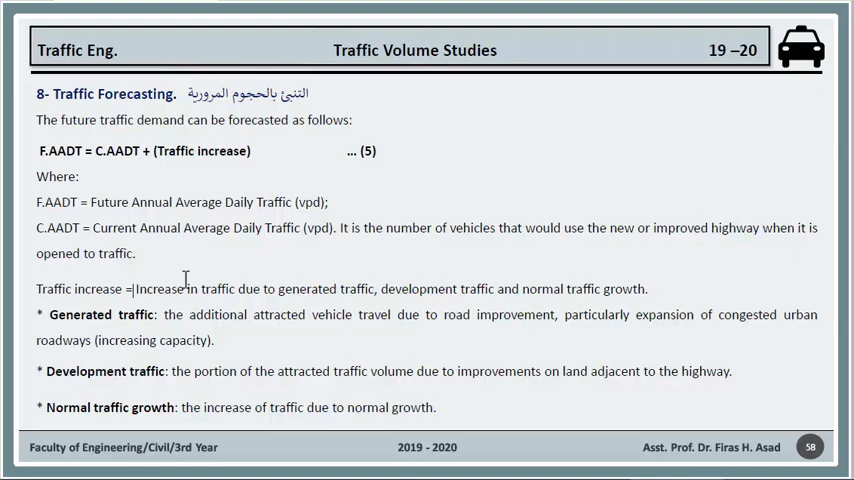 Traffic Eng. Traffic Volume Studies 19 –20
8- Traffic Forecasting. التنبئ بالحجوم المرورية
The future traffic demand can be forecasted as follows:
F.AADT = C.AADT + (Traffic increase) ... (5)
Where:
F.AADT = Future Annual Average Daily Traffic (vpd);
C.AADT = Current Annual Average Daily Traffic (vpd). It is the number of vehicles that would use the new or improved highway when it is
opened to traffic.
Traffic increase =Increase in traffic due to generated traffic, development traffic and normal traffic growth.
* Generated traffic: the additional attracted vehicle travel due to road improvement, particularly expansion of congested urban
roadways (increasing capacity).
* Development traffic: the portion of the attracted traffic volume due to improvements on land adjacent to the highway.
* Normal traffic growth: the increase of traffic due to normal growth.
Faculty of Engineering/Civil/3rd Year 2019 - 2020 Asst. Prof. Dr. Firas H. Asad 58